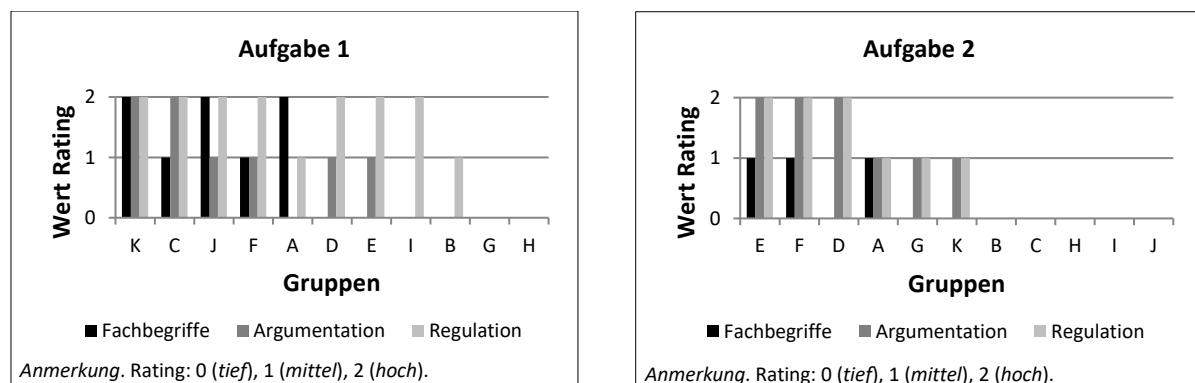 Aufgabe 1
Wert Rating
2
1
0
K C J F A D E I B G H
Gruppen
Fachbegriffe Argumentation Regulation
Anmerkung. Rating: 0 (tief), 1 (mittel), 2 (hoch).
Aufgabe 2
Wert Rating
2
1
0
E F D A G K B C H I J
Gruppen
Fachbegriffe Argumentation Regulation
Anmerkung. Rating: 0 (tief), 1 (mittel), 2 (hoch).